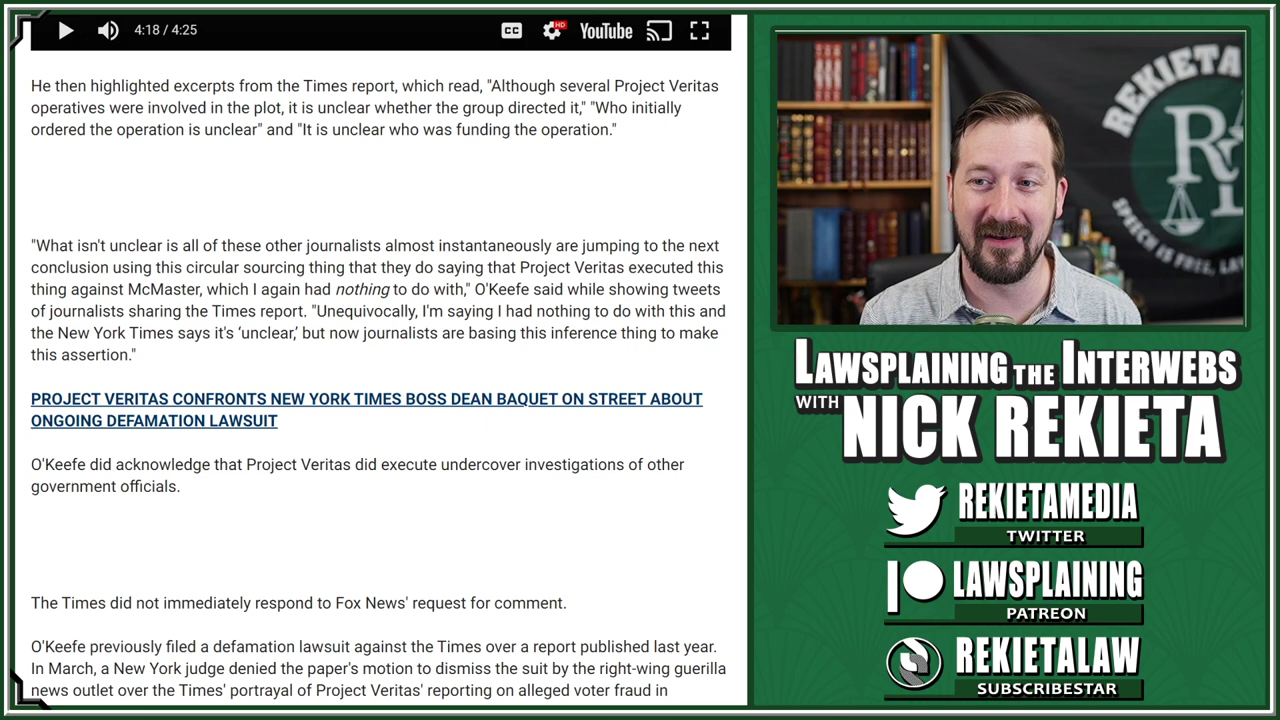 4:18 / 4:25
CC
HD
YouTube
He then highlighted excerpts from the Times report, which read, "Although several Project Veritas
operatives were involved in the plot, it is unclear whether the group directed it," "Who initially
ordered the operation is unclear" and "It is unclear who was funding the operation."
"What isn't unclear is all of these other journalists almost instantaneously are jumping to the next
conclusion using this circular sourcing thing that they do saying that Project Veritas executed this
thing against McMaster, which I again had nothing to do with," O'Keefe said while showing tweets
of journalists sharing the Times report. "Unequivocally, I'm saying I had nothing to do with this and
the New York Times says it's ‘unclear,’ but now journalists are basing this inference thing to make
this assertion."
PROJECT VERITAS CONFRONTS NEW YORK TIMES BOSS DEAN BAQUET ON STREET ABOUT
ONGOING DEFAMATION LAWSUIT
O'Keefe did acknowledge that Project Veritas did execute undercover investigations of other
government officials.
The Times did not immediately respond to Fox News' request for comment.
O'Keefe previously filed a defamation lawsuit against the Times over a report published last year.
In March, a New York judge denied the paper's motion to dismiss the suit by the right-wing guerilla
news outlet over the Times' portrayal of Project Veritas' reporting on alleged voter fraud in
REKIETA
R
SPEECH IS FREE,
LAWSPLAINING THE INTERWEBS
WITH NICK REKIETA
REKIETAMEDIA
TWITTER
LAWSPLAINING
PATREON
REKIETALAW
SUBSCRIBESTAR